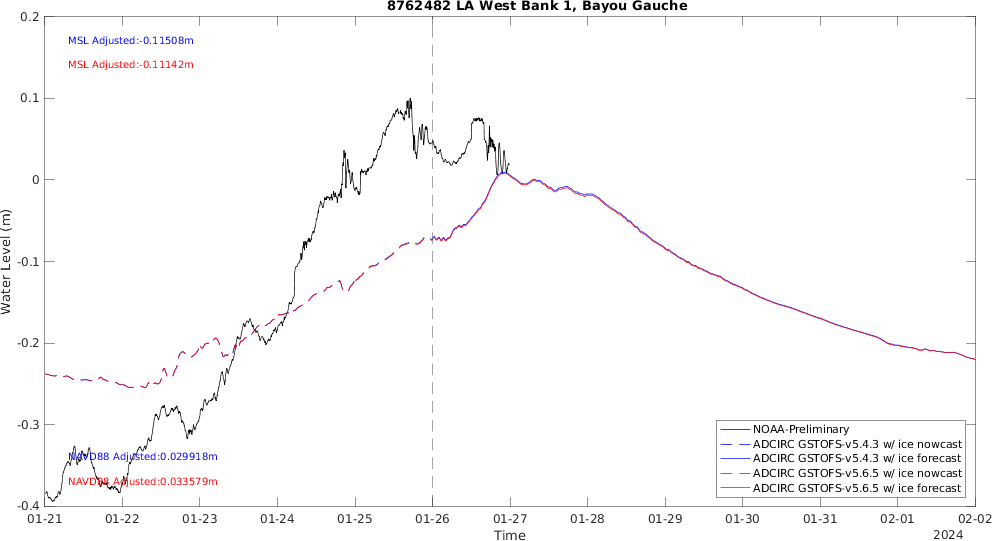 8762482 LA West Bank 1, Bayou Gauche
MSL Adjusted:-0.11508m
MSL Adjusted:-0.11142m
0.2
0.1
0
-0.1
-0.2
-0.3
-0.4
Water Level (m)
NAVD88 Adjusted:0.029918m
NAVD88 Adjusted:0.033579m
NOAA-Preliminary
ADCIRC GSTOFS-v5.4.3 w/ ice nowcast
ADCIRC GSTOFS-v5.4.3 w/ ice forecast
ADCIRC GSTOFS-v5.6.5 w/ ice nowcast
ADCIRC GSTOFS-v5.6.5 w/ ice forecast
01-21 01-22 01-23 01-24 01-25 01-26 01-27 01-28 01-29 01-30 01-31 02-01 02-02
Time
2024